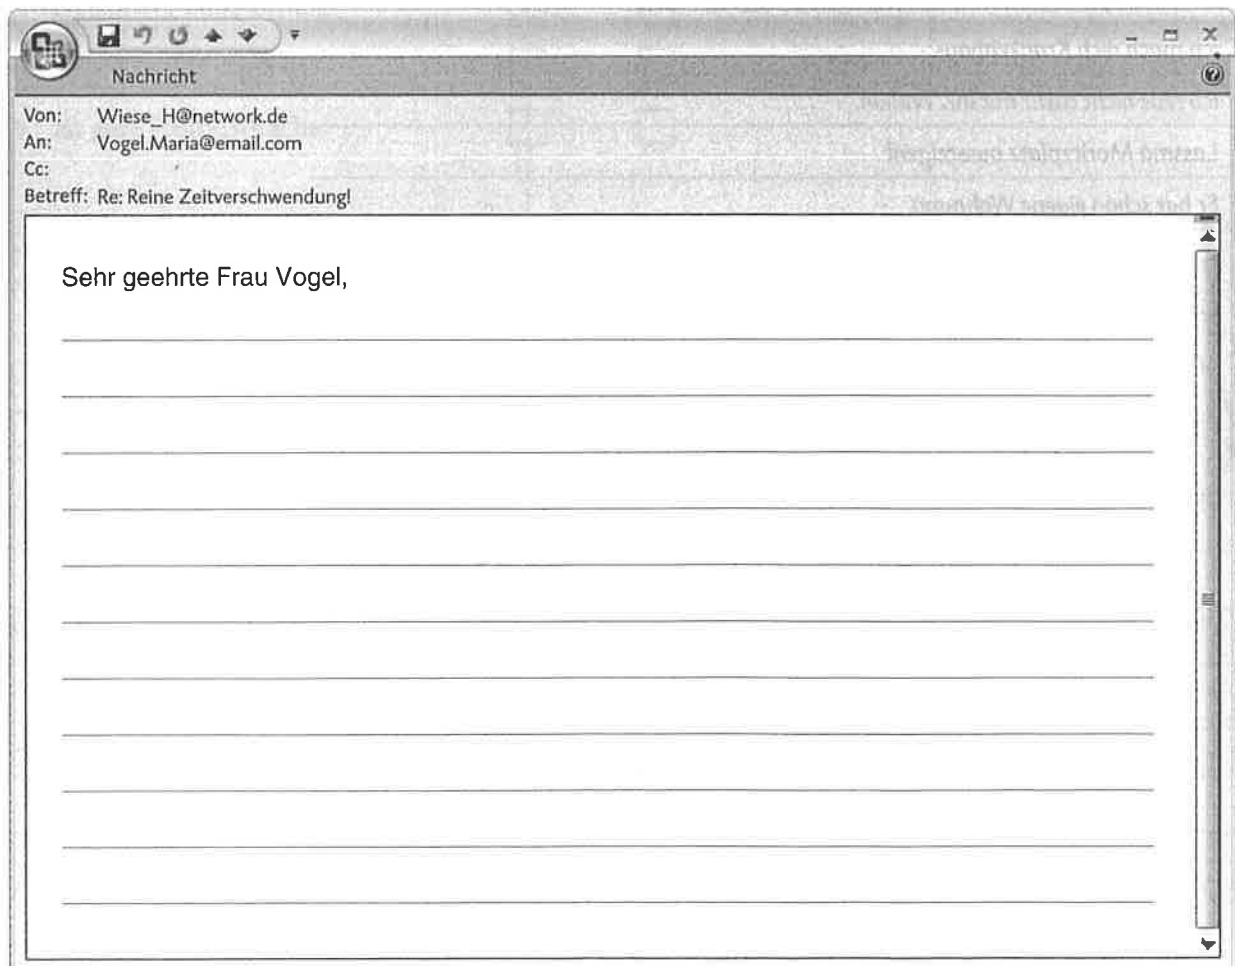 Nachricht
Von: Wiese_H@network.de
An: Vogel.Maria@email.com
Cc:
Betreff: Re: Reine Zeitverschwendung!
Sehr geehrte Frau Vogel,